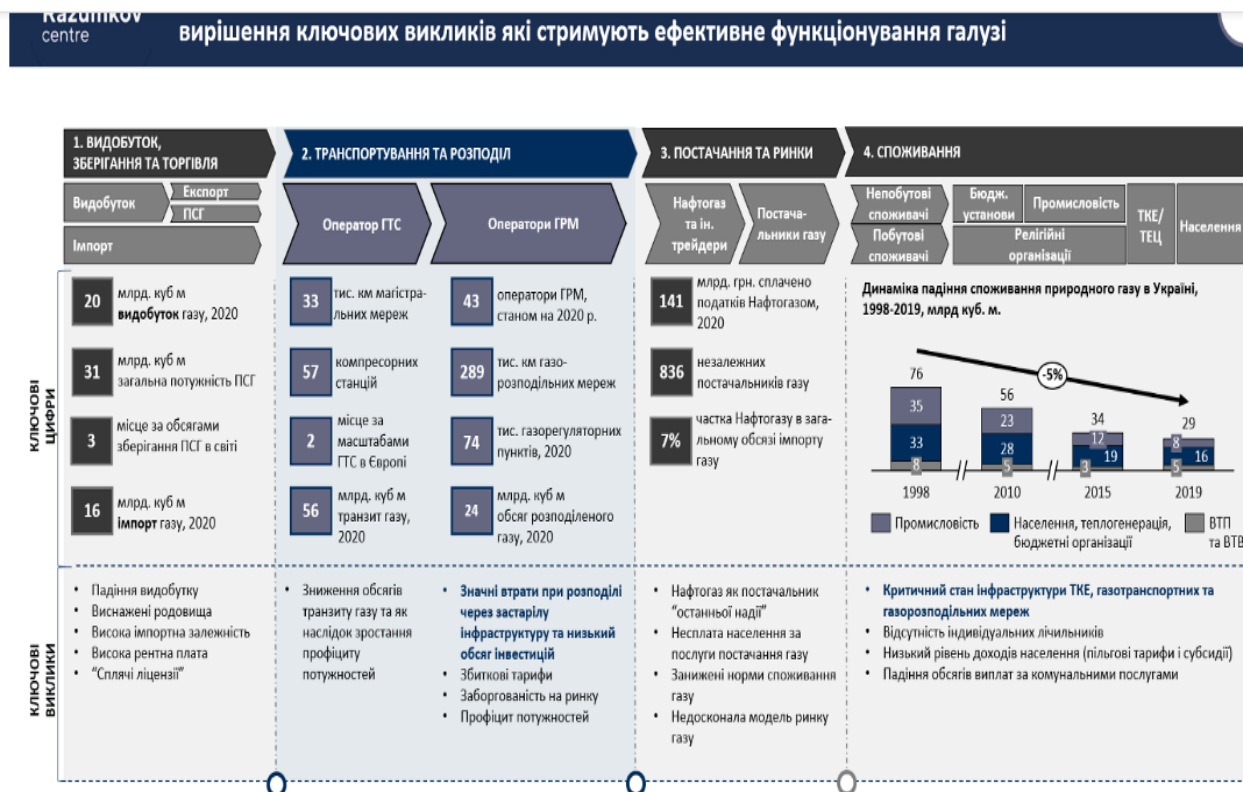 Razumkov
centre
вирішення ключових викликів які стримують ефективне функціонування галузі
1. ВИДОБУТОК,
ЗБЕРІГАННЯ ТА ТОРГІВЛЯ
2. ТРАНСПОРТУВАННЯ ТА РОЗПОДІЛ
3. ПОСТАЧАННЯ ТА РИНКИ
4. СПОЖИВАННЯ
Видобуток
Експорт
ПСГ
Імпорт
Оператор ГТС
Оператори ГРМ
Нафтогаз
та ін.
трейдери
Постача-
льники газу
Непобутові
споживачі
Побутові
споживачі
Бюдж.
установи
Промисловість
Релігійні
організації
ТКЕ/
ТЕЦ
Населення
КЛЮЧОВІ
ЦИФРИ
20
млрд. куб м
видобуток газу, 2020
31
млрд. куб м
загальна потужність ПСГ
3
місце за обсягами
зберігання ПСГ в світі
16
млрд. куб м
імпорт газу, 2020
33
тис. км магістра-
льних мереж
57
компресорних
станцій
2
місце за
масштабами
ГТС в Європі
56
млрд. куб м
транзит газу,
2020
43
оператори ГРМ,
станом на 2020 р.
289
тис. км газо-
розподільних мереж
74
тис. газорегуляторних
пунктів, 2020
24
млрд. куб м
обсяг розподіленого
газу, 2020
141
млрд. грн. сплачено
податків Нафтогазом,
2020
836
незалежних
постачальників газу
7%
частка Нафтогазу в зага-
льному обсязі імпорту
газу
Динаміка падіння споживання природного газу в Україні,
1998-2019, млрд куб. м.
-5%
76
35
33
8
56
23
28
5
34
12
19
3
29
8
16
5
1998
2010
2015
2019
Промисловість
Населення, теплогенерація,
бюджетні організації
ВТП
та ВТВ
КЛЮЧОВІ
ВИКЛИКИ
• Падіння видобутку
• Виснажені родовища
• Висока імпортна залежність
• Висока рентна плата
• “Сплячі ліцензії”
• Зниження обсягів
транзиту газу та як
наслідок зростання
профіциту
потужностей
• Значні втрати при розподілі
через застарілу
інфраструктуру та низький
обсяг інвестицій
• Збиткові тарифи
• Заборгованість на ринку
• Профіцит потужностей
• Нафтогаз як постачальник
“останньої надії”
• Несплата населення за
послуги постачання газу
• Занижені норми споживання
газу
• Недосконала модель ринку
газу
• Критичний стан інфраструктури ТКЕ, газотранспортних та
газорозподільних мереж
• Відсутність індивідуальних лічильників
• Низький рівень доходів населення (пільгові тарифи і субсидії)
• Падіння обсягів виплат за комунальними послугами